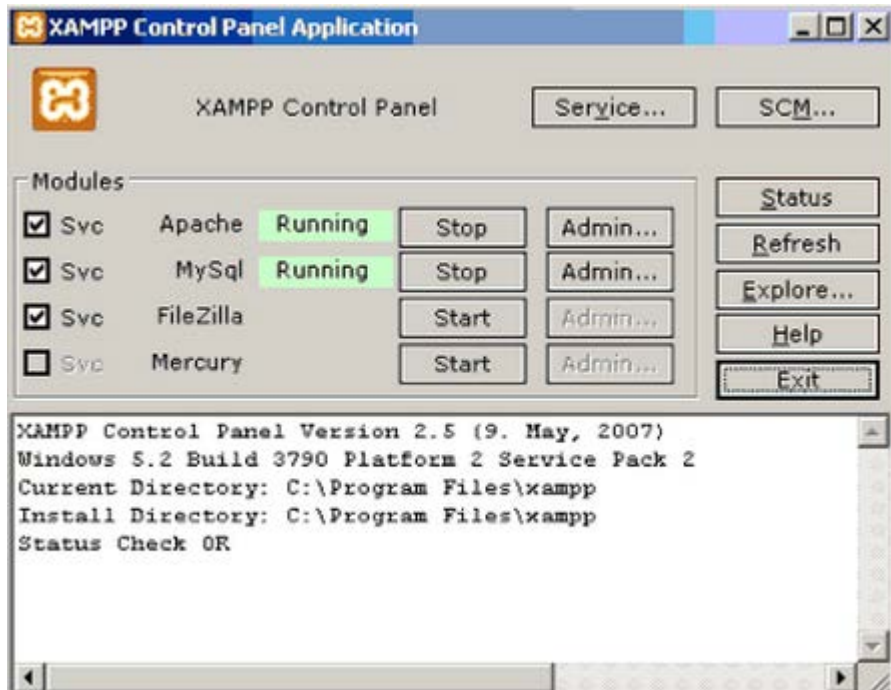 XAMPP Control Panel Application
XAMPP Control Panel Service... SCM...
Modules
Svc Apache Running Stop Admin...
Svc MySql Running Stop Admin...
Svc FileZilla Start Admin...
Svc Mercury Start Admin...
Status
Refresh
Explore...
Help
Exit
XAMPP Control Panel Version 2.5 (9. May, 2007)
Windows 5.2 Build 3790 Platform 2 Service Pack 2
Current Directory: C:\Program Files\xampp
Install Directory: C:\Program Files\xampp
Status Check OK